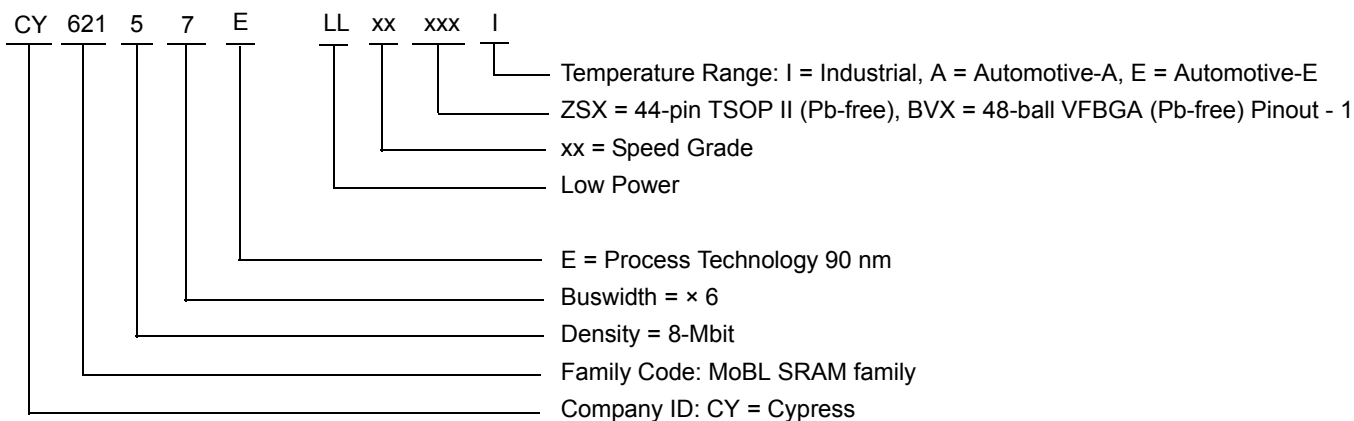 CY 621 5 7 E LL xx xxx I
Temperature Range: I = Industrial, A = Automotive-A, E = Automotive-E
ZSX = 44-pin TSOP II (Pb-free), BVX = 48-ball VFBGA (Pb-free) Pinout - 1
xx = Speed Grade
Low Power
E = Process Technology 90 nm
Buswidth = × 6
Density = 8-Mbit
Family Code: MoBL SRAM family
Company ID: CY = Cypress